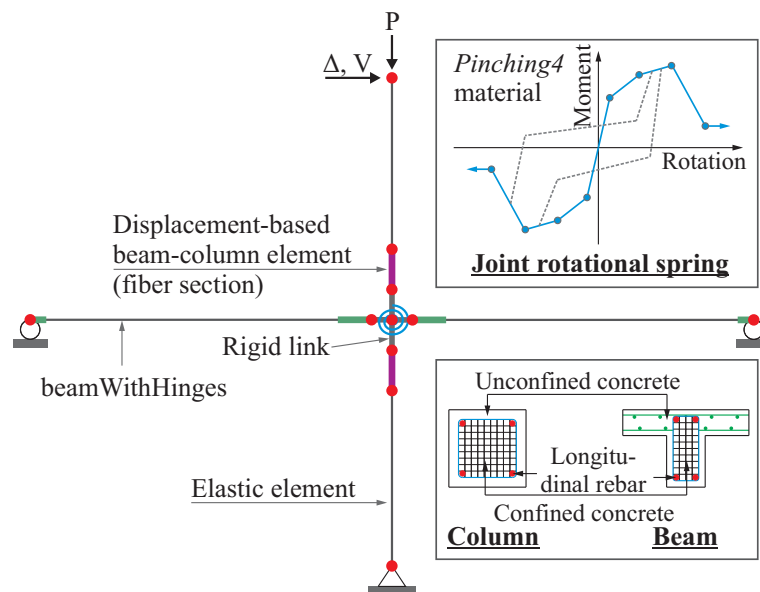 P
Δ, V
Displacement-based
beam-column element
(fiber section)
Rigid link
beamWithHinges
Elastic element
Pinching4
material
Moment
Rotation
Joint rotational spring
Unconfined concrete
Longitu-
dinal rebar
Confined concrete
Column
Beam